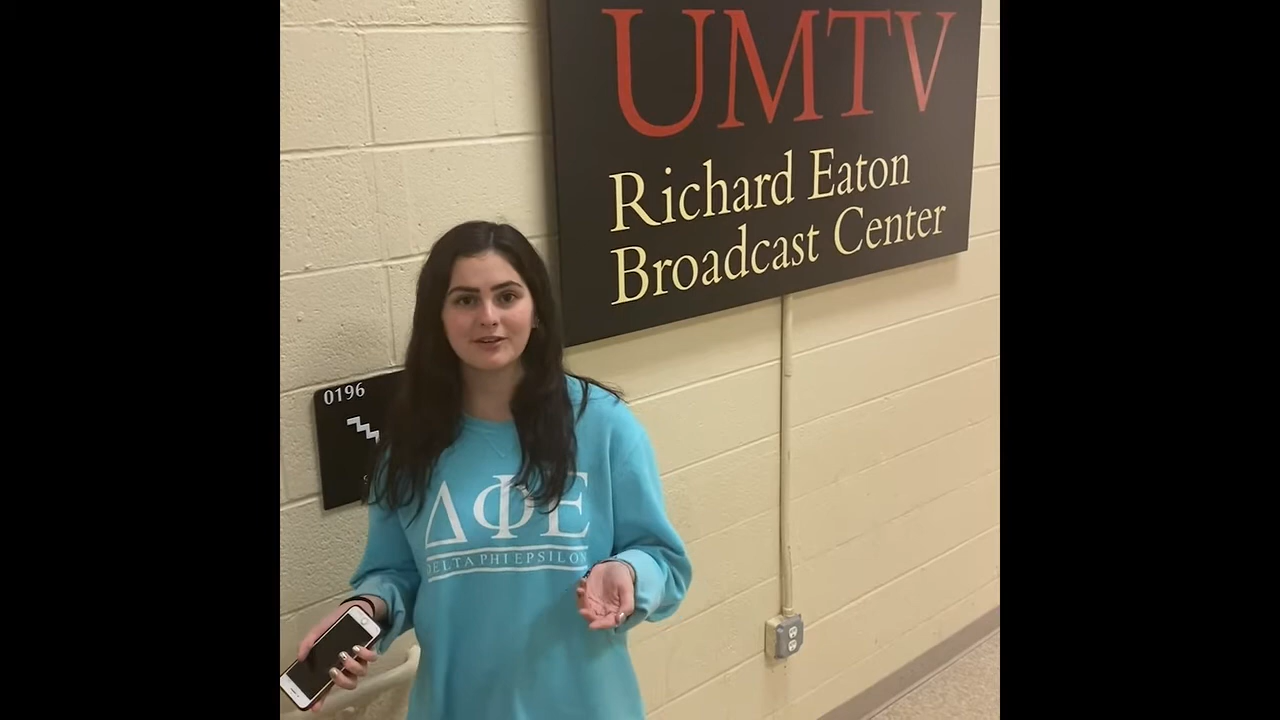 UMTV
Richard Eaton
Broadcast Center
0196
ΔΦΕ
DELTA PHI EPSILON